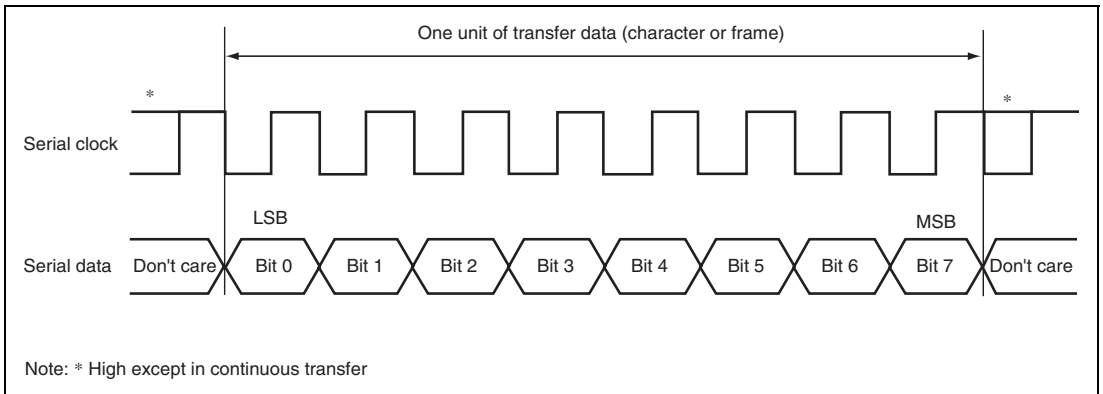 One unit of transfer data (character or frame)
* *
Serial clock
LSB MSB
Serial data Don't care Bit 0 Bit 1 Bit 2 Bit 3 Bit 4 Bit 5 Bit 6 Bit 7 Don't care
Note: * High except in continuous transfer